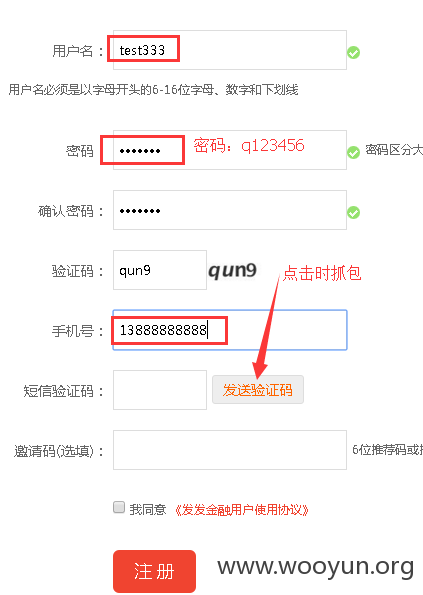 用户名： test333
用户名必须是以字母开头的6-16位字母、数字和下划线
密码 ••••••• 密码：q123456 密码区分大
确认密码： •••••••
验证码： qun9 qun9
点击时抓包
手机号： 13888888888
短信验证码： 发送验证码
邀请码(选填)： 6位推荐码或
我同意 《发发金融用户使用协议》
注册 www.wooyun.org